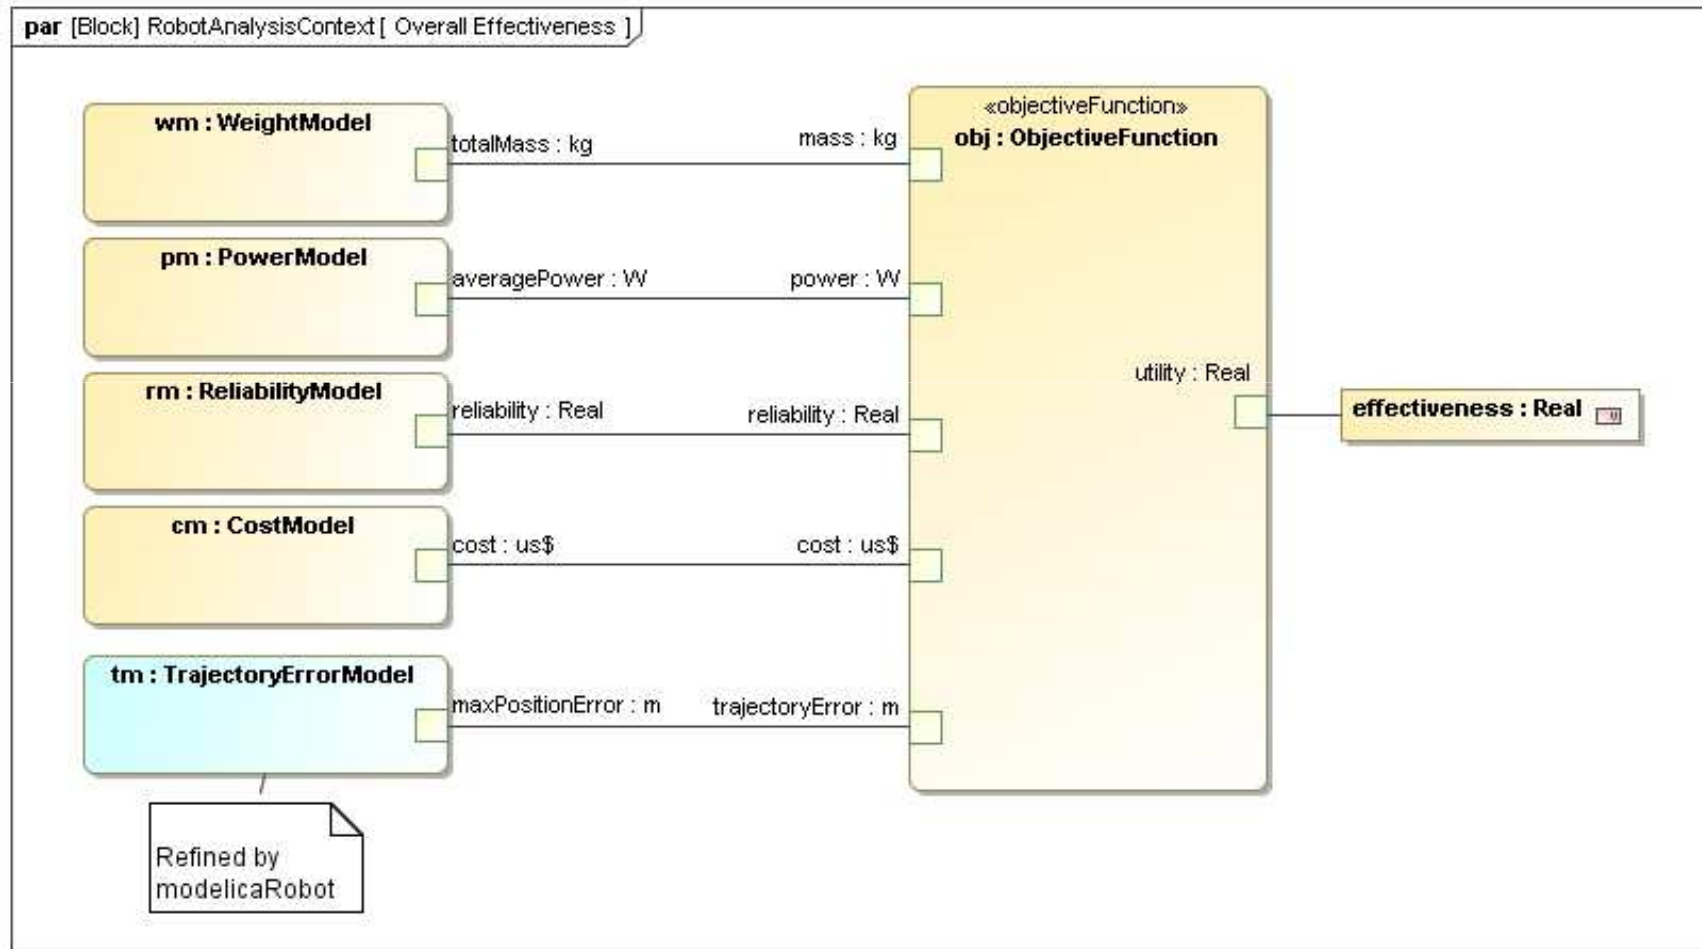 par [Block] RobotAnalysisContext [ Overall Effectiveness ]
«objectiveFunction»
obj : ObjectiveFunction
wm : WeightModel
totalMass : kg
mass : kg
pm : PowerModel
averagePower : W
power : W
rm : ReliabilityModel
reliability : Real
reliability : Real
utility : Real
effectiveness : Real
cm : CostModel
cost : us$
cost : us$
tm : TrajectoryErrorModel
maxPositionError : m
trajectoryError : m
Refined by
modelicaRobot